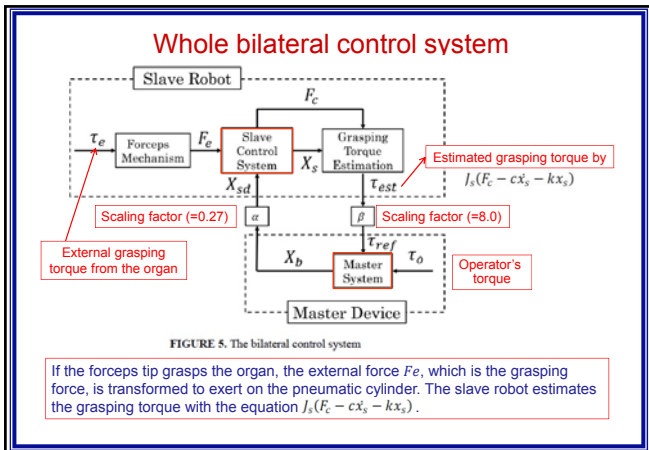 Whole bilateral control system
Slave Robot
F_c
τ_e
Forceps
Mechanism
F_e
Slave
Control
System
X_s
Grasping
Torque
Estimation
Estimated grasping torque by
J_s(F_c − cẋ_s − kx_s)
X_sd
τ_est
Scaling factor (=0.27)
α
β
Scaling factor (=8.0)
External grasping
torque from the organ
X_b
τ_ref
Master
System
τ_o
Operator's
torque
Master Device
FIGURE 5. The bilateral control system
If the forceps tip grasps the organ, the external force Fe, which is the grasping
force, is transformed to exert on the pneumatic cylinder. The slave robot estimates
the grasping torque with the equation J_s(F_c − cẋ_s − kx_s) .